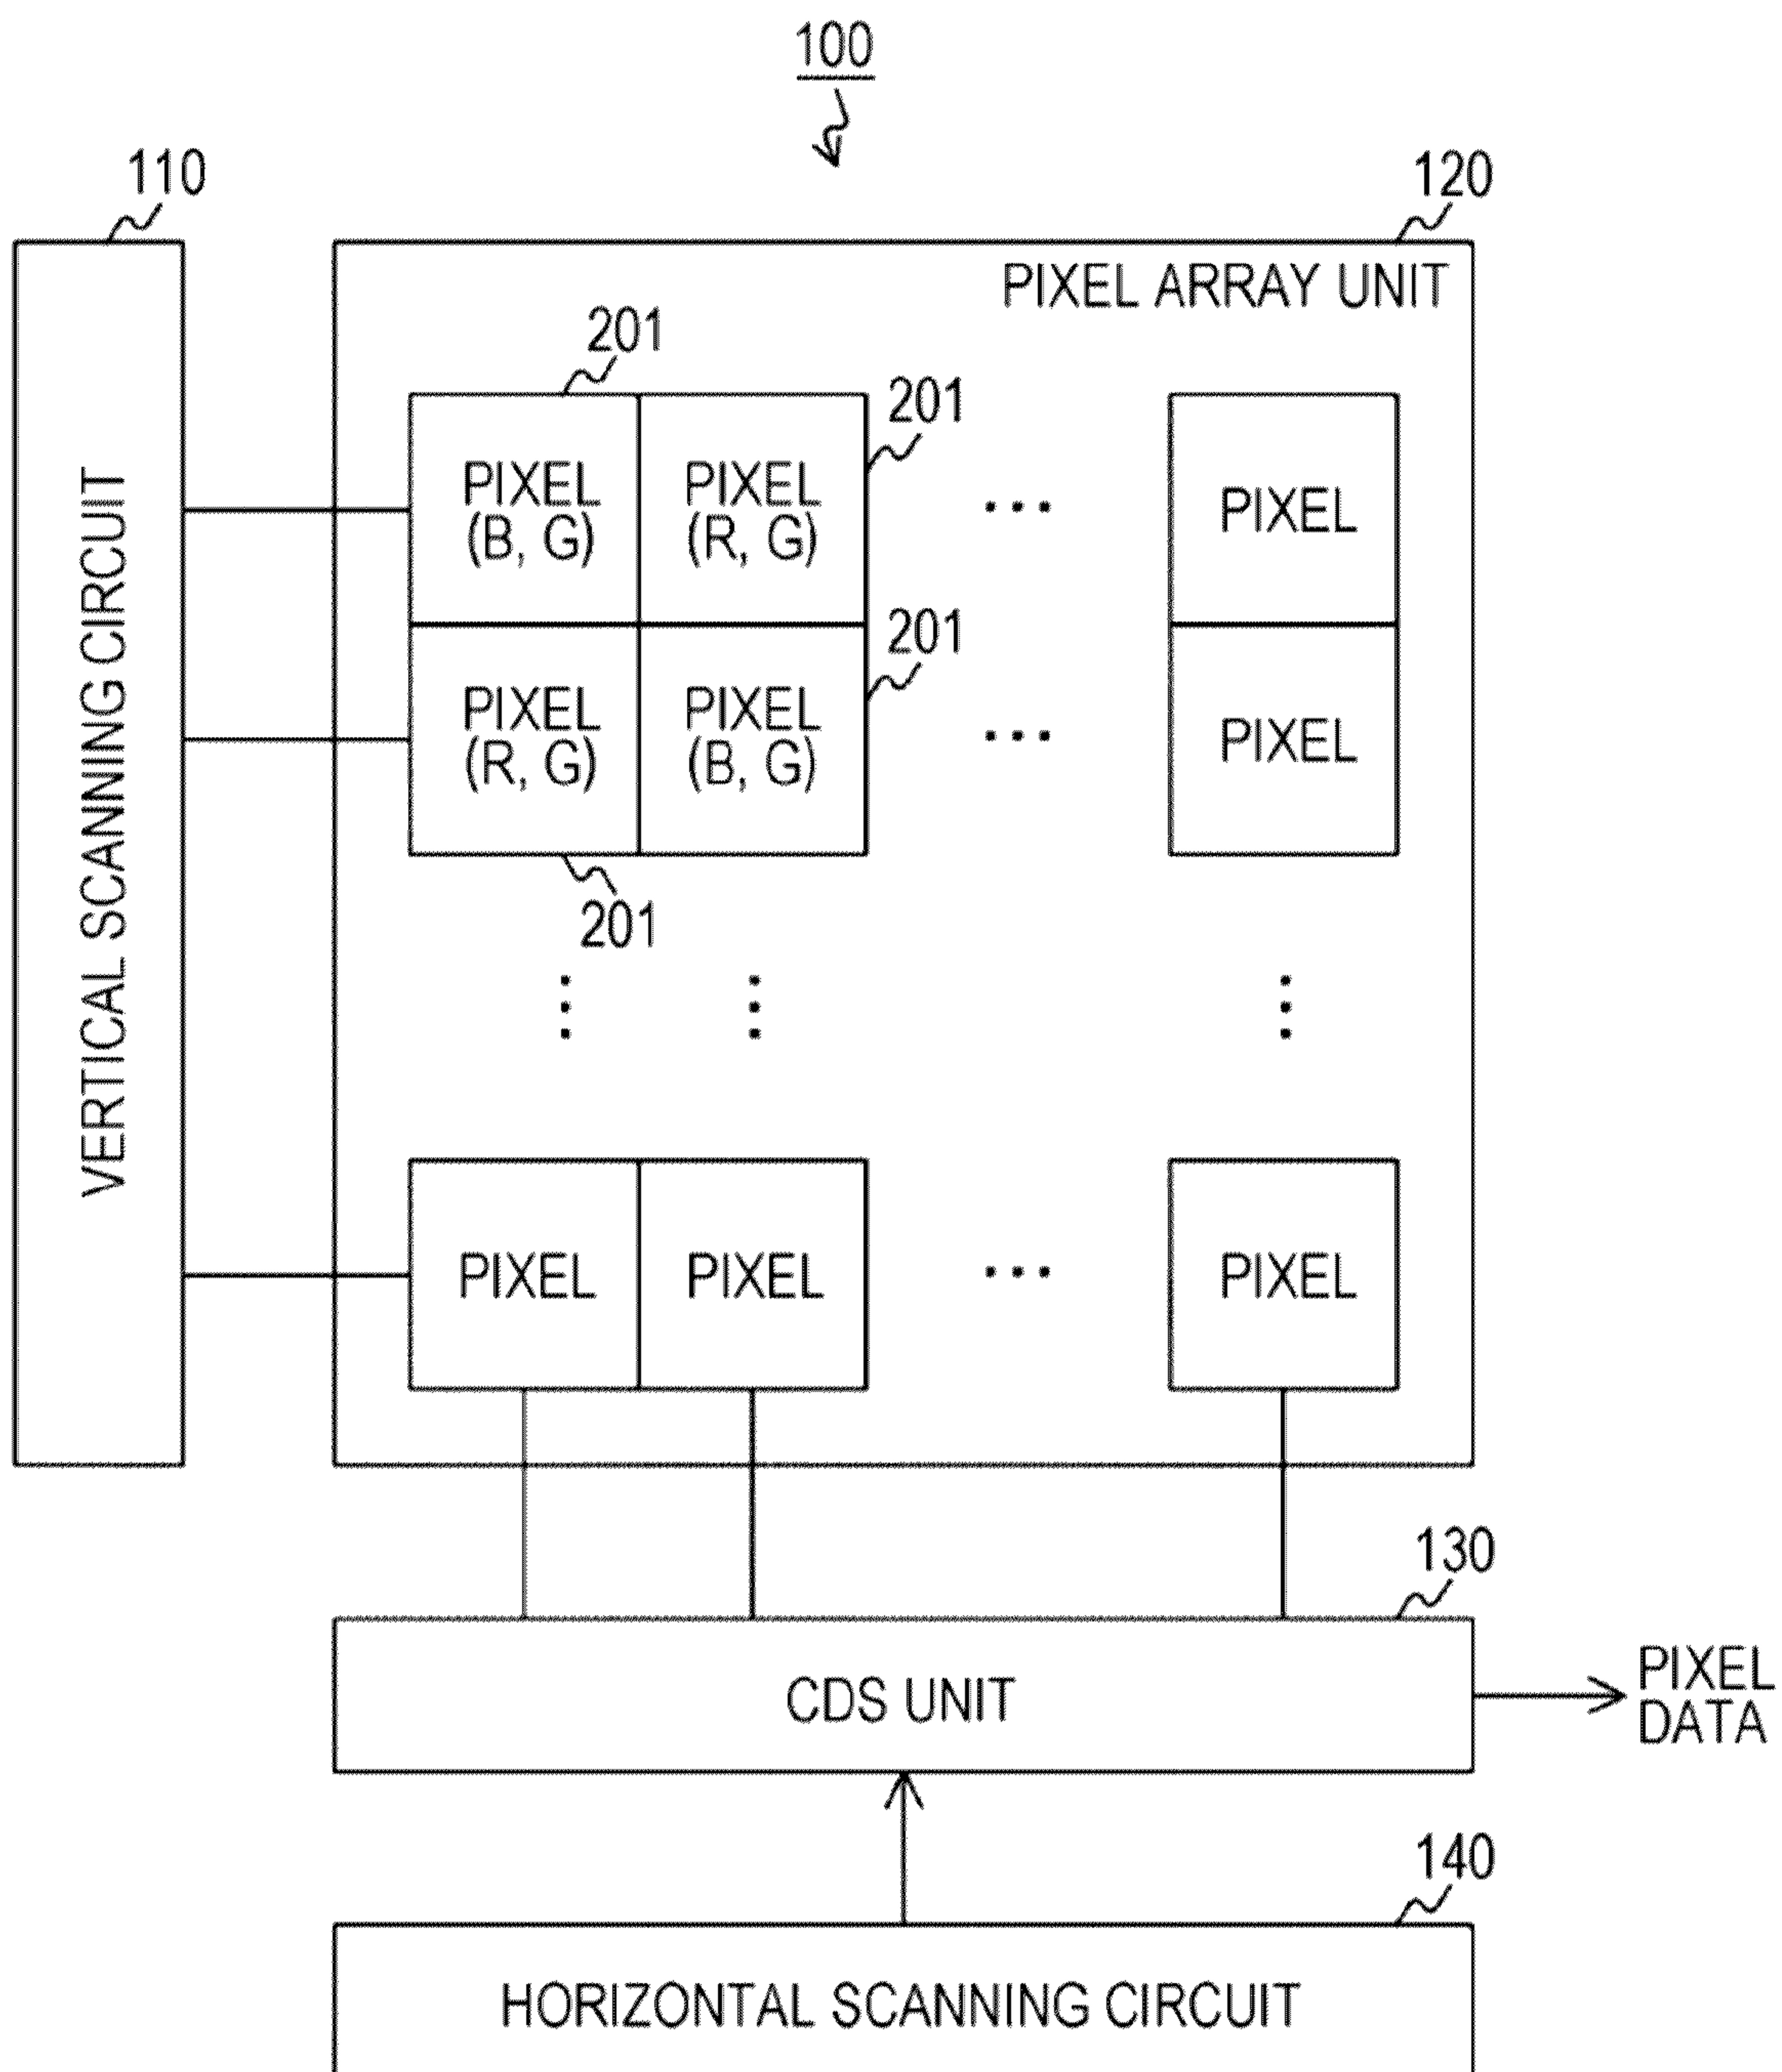 100
110
120
PIXEL ARRAY UNIT
201
201
PIXEL
(B, G)
PIXEL
(R, G)
...
PIXEL
VERTICAL SCANNING CIRCUIT
201
PIXEL
(R, G)
PIXEL
(B, G)
...
PIXEL
201
PIXEL
PIXEL
...
PIXEL
130
CDS UNIT
PIXEL
DATA
140
HORIZONTAL SCANNING CIRCUIT